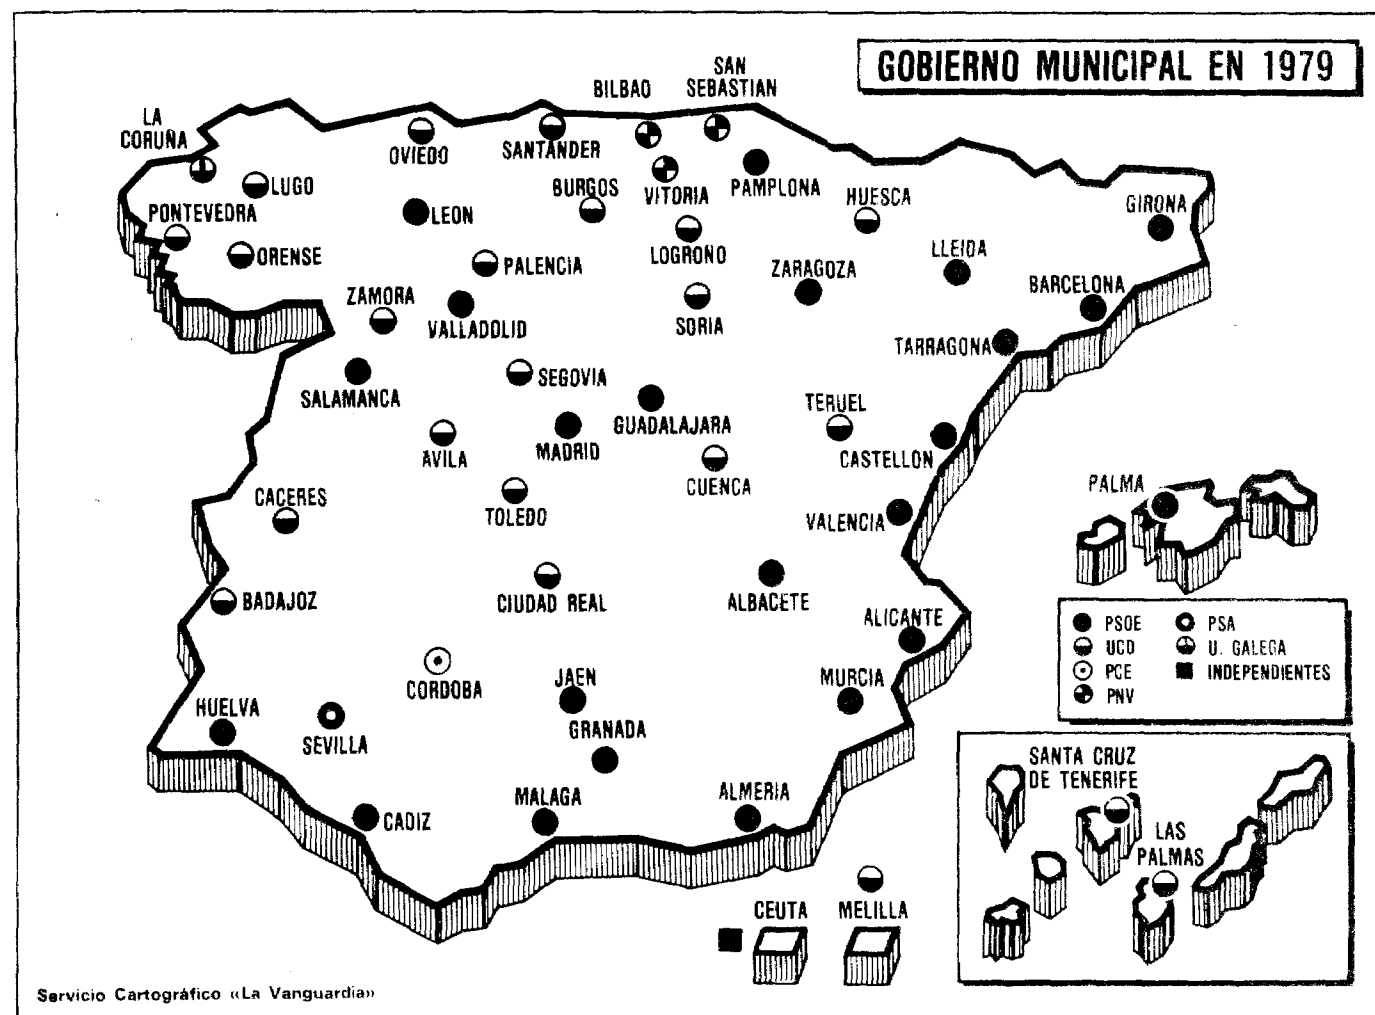 GOBIERNO MUNICIPAL EN 1979
SAN
SEBASTIAN
BILBAO
LA
CORUÑA
OVIEDO
SANTANDER
LUGO
BURGOS
VITORIA
PAMPLONA
HUESCA
GIRONA
PONTEVEDRA
LEON
ORENSE
PALENCIA
LOGROÑO
ZARAGOZA
LLEIDA
BARCELONA
ZAMORA
VALLADOLID
SORIA
TARRAGONA
SALAMANCA
SEGOVIA
GUADALAJARA
TERUEL
AVILA
MADRID
CUENCA
CASTELLON
CACERES
TOLEDO
VALENCIA
PALMA
BADAJOZ
CIUDAD REAL
ALBACETE
ALICANTE
PSOE
UCD
PCE
PNV
PSA
U. GALEGA
INDEPENDIENTES
CORDOBA
JAEN
MURCIA
HUELVA
SEVILLA
GRANADA
CADIZ
MALAGA
ALMERIA
SANTA CRUZ
DE TENERIFE
LAS
PALMAS
CEUTA
MELILLA
Servicio Cartográfico «La Vanguardia»